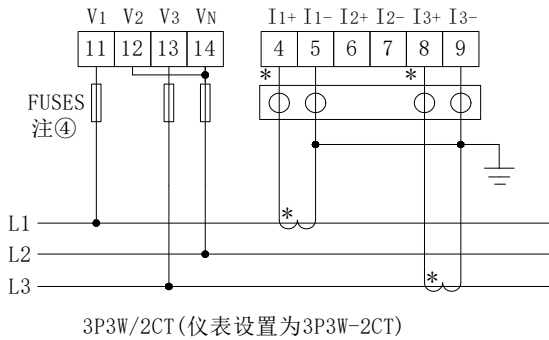 V1 V2 V3 VN I1+ I1- I2+ I2- I3+ I3-
11 12 13 14 4 5 6 7 8 9
* *
FUSES
注④
L1 *
L2
L3 *
3P3W/2CT(仪表设置为3P3W-2CT)